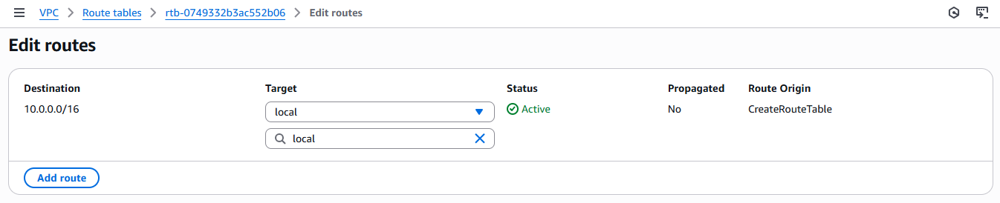 VPC > Route tables > rtb-0749332b3ac552b06 > Edit routes
Edit routes
Destination Target Status Propagated Route Origin
10.0.0.0/16 local Active No CreateRouteTable
local
Add route